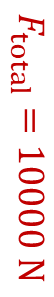 F_total = 10000 N